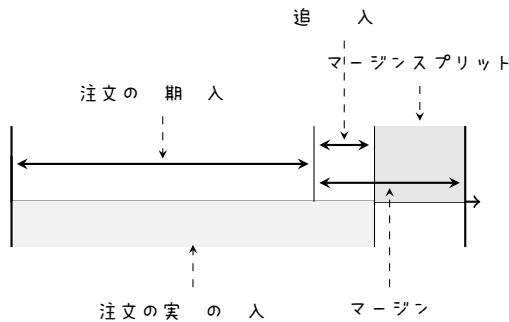 追　　入
マージンスプリット
注文の　期　入
注文の実　の　入
マージン